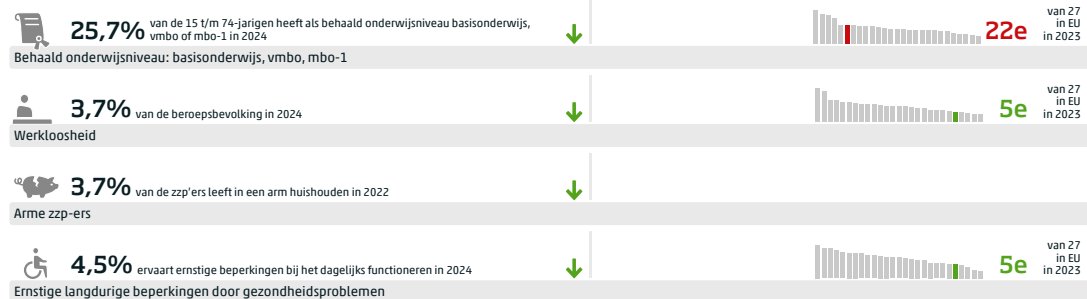 25,7% van de 15 t/m 74-jarigen heeft als behaald onderwijsniveau basisonderwijs,
vmbo of mbo-1 in 2024
22e
van 27
in EU
in 2023
Behaald onderwijsniveau: basisonderwijs, vmbo, mbo-1
3,7% van de beroepsbevolking in 2024
5e
van 27
in EU
in 2023
Werkloosheid
3,7% van de zzp'ers leeft in een arm huishouden in 2022
Arme zzp-ers
4,5% ervaart ernstige beperkingen bij het dagelijks functioneren in 2024
5e
van 27
in EU
in 2023
Ernstige langdurige beperkingen door gezondheidsproblemen